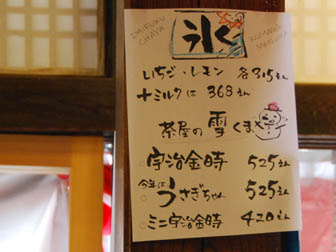 DAIFUKU
CHAYA
氷
いちご・レモン 各315えん
+ミルクは 368えん
茶屋の雪くま
宇治金時 525えん
今年は うさぎちゃん 525えん
ミニ宇治金時 420えん